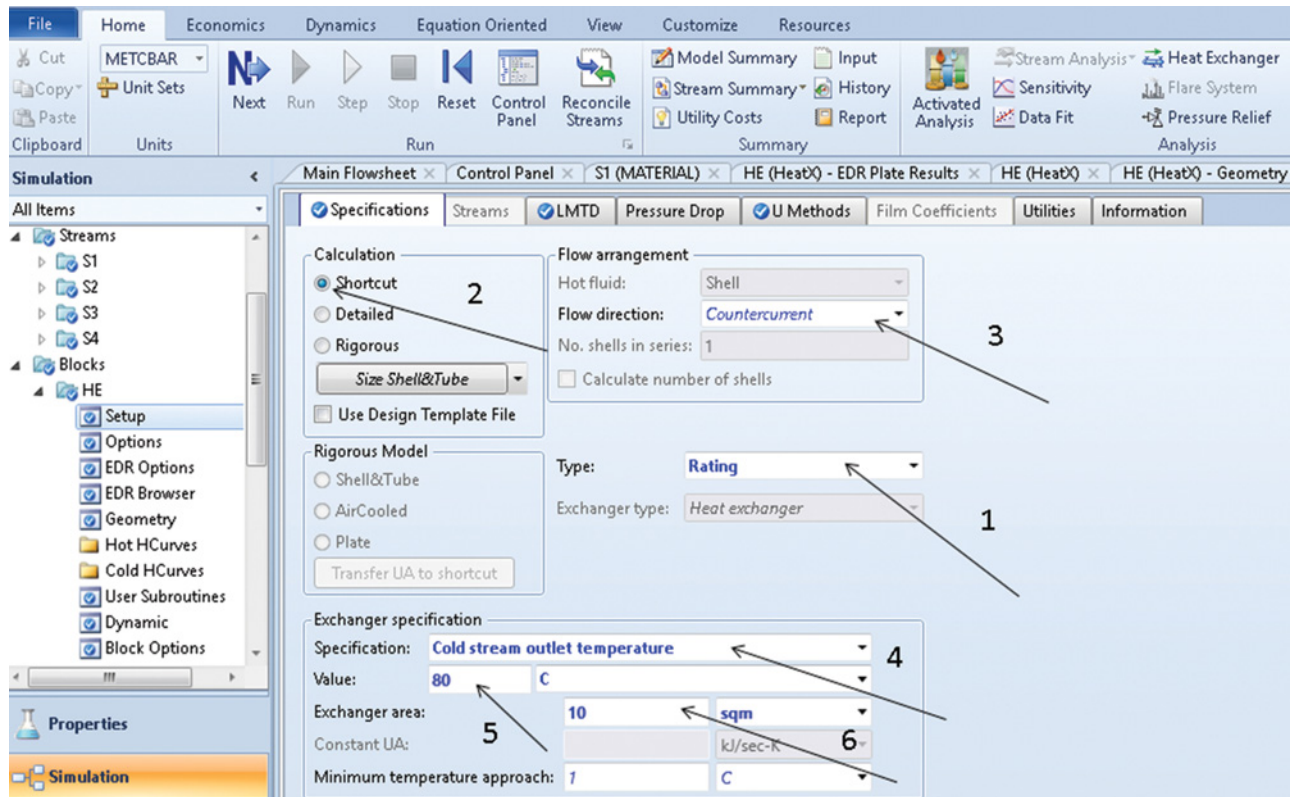 File Home Economics Dynamics Equation Oriented View Customize Resources
Cut
Copy
Paste
Clipboard
METCBAR
Unit Sets
Units
Next Run Step Stop Reset Control Panel Reconcile Streams
Run
Model Summary Input
Stream Summary History
Utility Costs Report
Summary
Activated Analysis
Stream Analysis Heat Exchanger
Sensitivity Flare System
Data Fit Pressure Relief
Analysis
Simulation
All Items
Streams
S1
S2
S3
S4
Blocks
HE
Setup
Options
EDR Options
EDR Browser
Geometry
Hot HCurves
Cold HCurves
User Subroutines
Dynamic
Block Options
Properties
Simulation
Main Flowsheet Control Panel S1 (MATERIAL) HE (HeatX) - EDR Plate Results HE (HeatX) HE (HeatX) - Geometry
Specifications Streams LMTD Pressure Drop U Methods Film Coefficients Utilities Information
Calculation
Shortcut
Detailed
Rigorous
Size Shell&Tube
Use Design Template File
2
Flow arrangement
Hot fluid: Shell
Flow direction: Countercurrent
No. shells in series: 1
Calculate number of shells
3
Rigorous Model
Shell&Tube
AirCooled
Plate
Transfer UA to shortcut
Type: Rating
Exchanger type: Heat exchanger
1
Exchanger specification
Specification: Cold stream outlet temperature
4
Value: 80 C
5
Exchanger area: 10 sqm
6
Constant UA: kJ/sec-K
Minimum temperature approach: 1 C